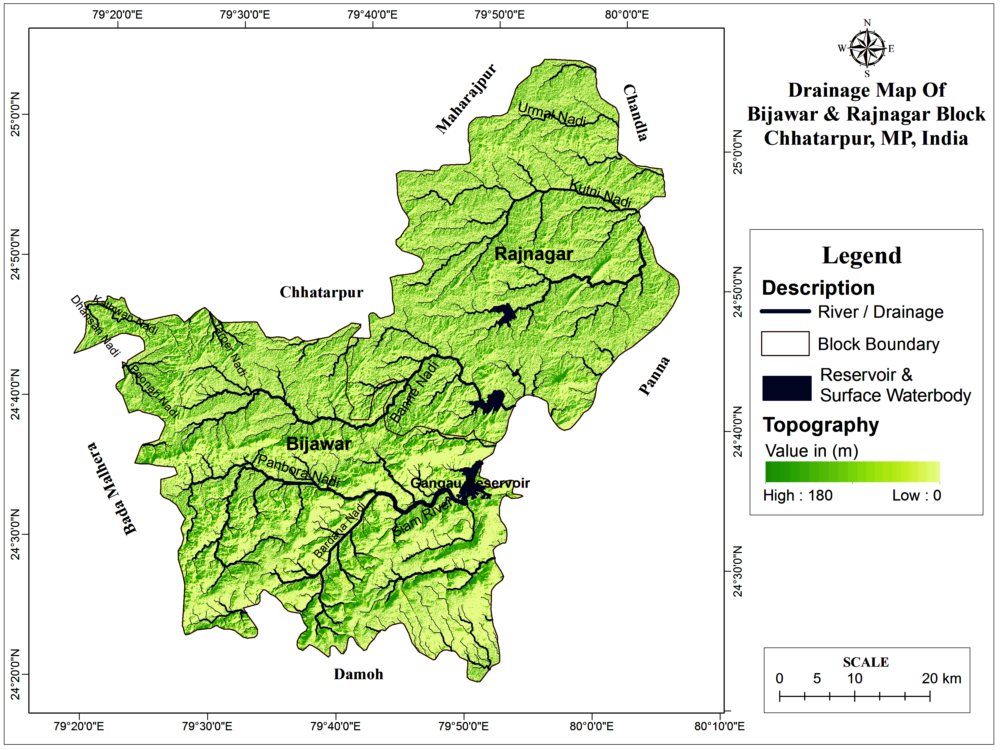 79°20'0"E
79°30'0"E
79°40'0"E
79°50'0"E
80°0'0"E
N
W
E
S
Drainage Map Of
Bijawar & Rajnagar Block
Chhatarpur, MP, India
25°0'0"N
24°50'0"N
24°40'0"N
24°30'0"N
24°20'0"N
Maharajpur
Chandla
Urmal Nadi
Kutni Nadi
Rajnagar
Chhatarpur
Kathwan Nadi
Dhansan Nadi
Tarper Nadi
Poonari Nadi
Banne Nadi
Panna
Bijawar
Bada Malhera
Panbora Nadi
Gangau Reservoir
Siam River
Bardana Nadi
Damoh
25°0'0"N
24°50'0"N
24°40'0"N
24°30'0"N
Legend
Description
River / Drainage
Block Boundary
Reservoir &
Surface Waterbody
Topography
Value in (m)
High : 180
Low : 0
SCALE
0 5 10 20 km
79°20'0"E
79°30'0"E
79°40'0"E
79°50'0"E
80°0'0"E
80°10'0"E